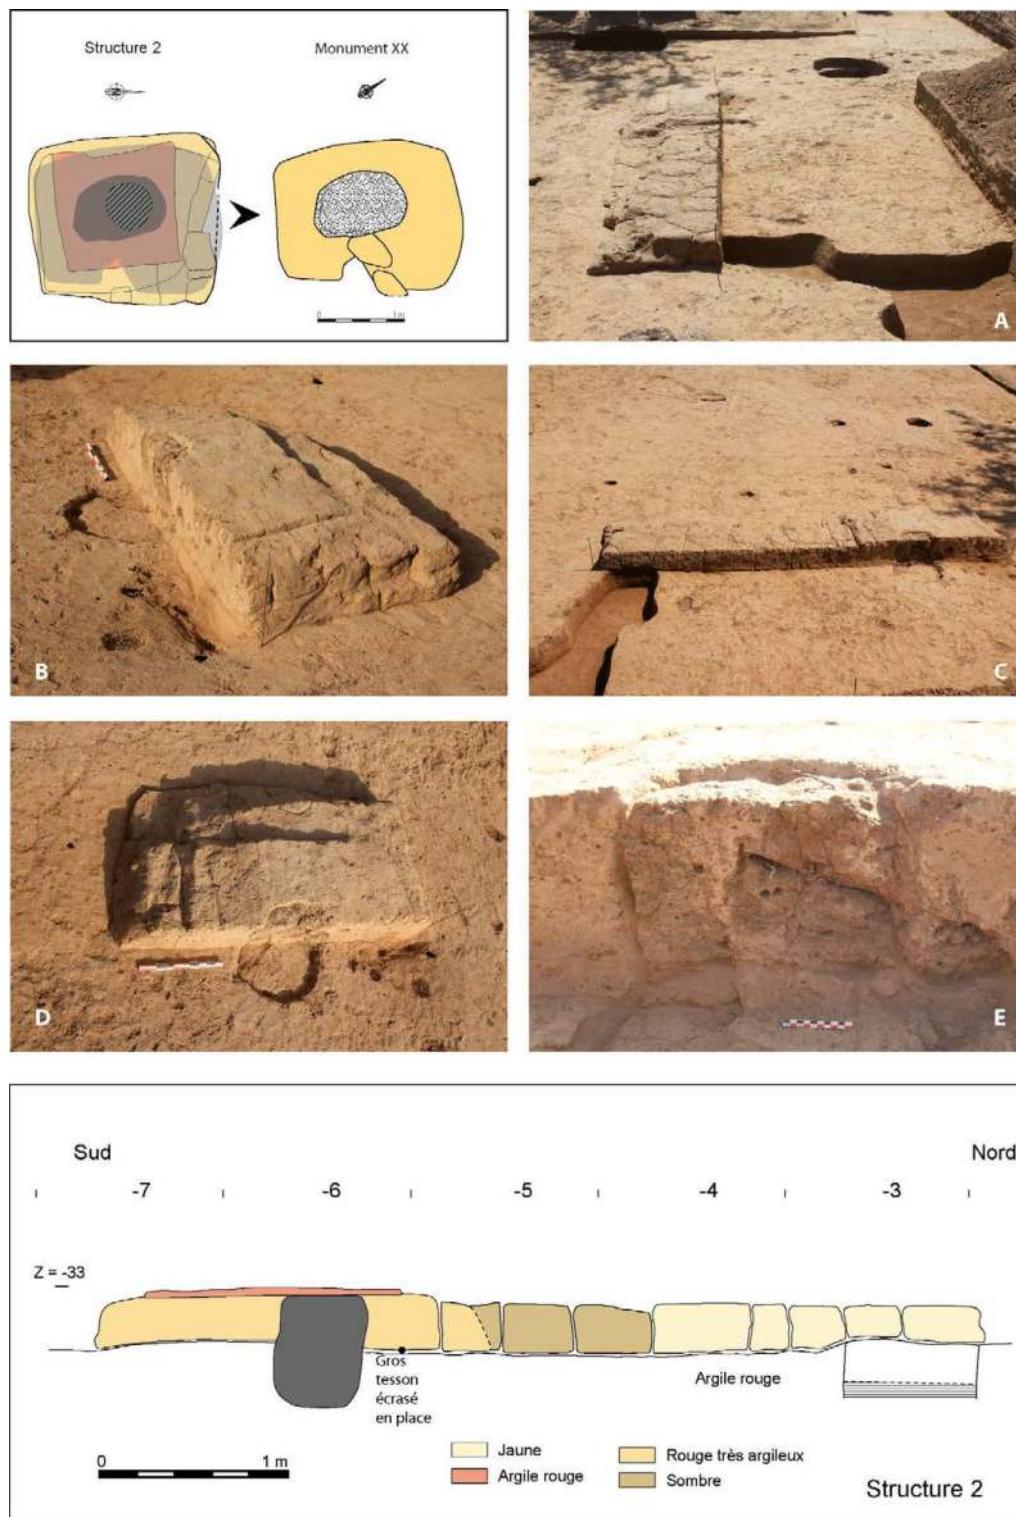 Structure 2
Monument XX
N
0 1m
A
B
C
D
E
Sud
Nord
-7 -6 -5 -4 -3
Z = -33
Gros
tesson
écrasé
en place
Argile rouge
0 1 m
Jaune
Rouge très argileux
Argile rouge
Sombre
Structure 2